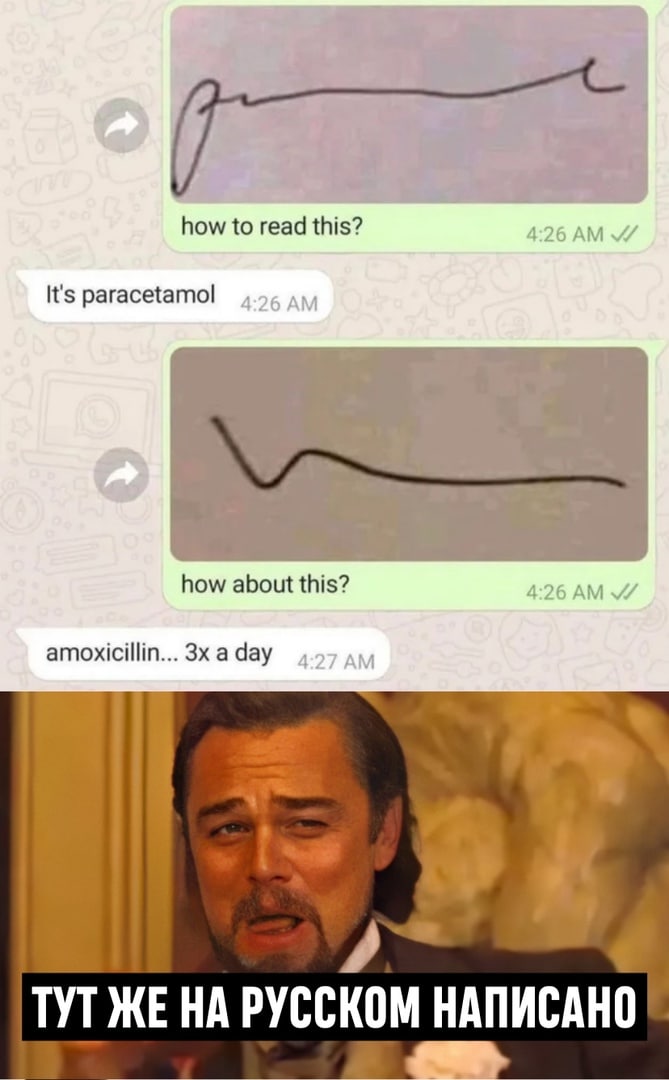 how to read this?
4:26 AM
It's paracetamol 4:26 AM
how about this?
4:26 AM
amoxicillin... 3x a day 4:27 AM
ТУТ ЖЕ НА РУССКОМ НАПИСАНО